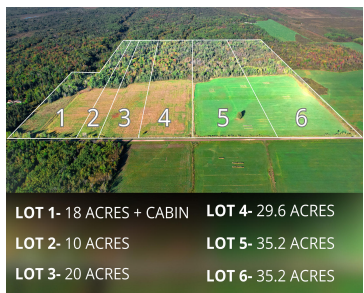 1 2 3 4 5 6
LOT 1- 18 ACRES + CABIN
LOT 2- 10 ACRES
LOT 3- 20 ACRES
LOT 4- 29.6 ACRES
LOT 5- 35.2 ACRES
LOT 6- 35.2 ACRES